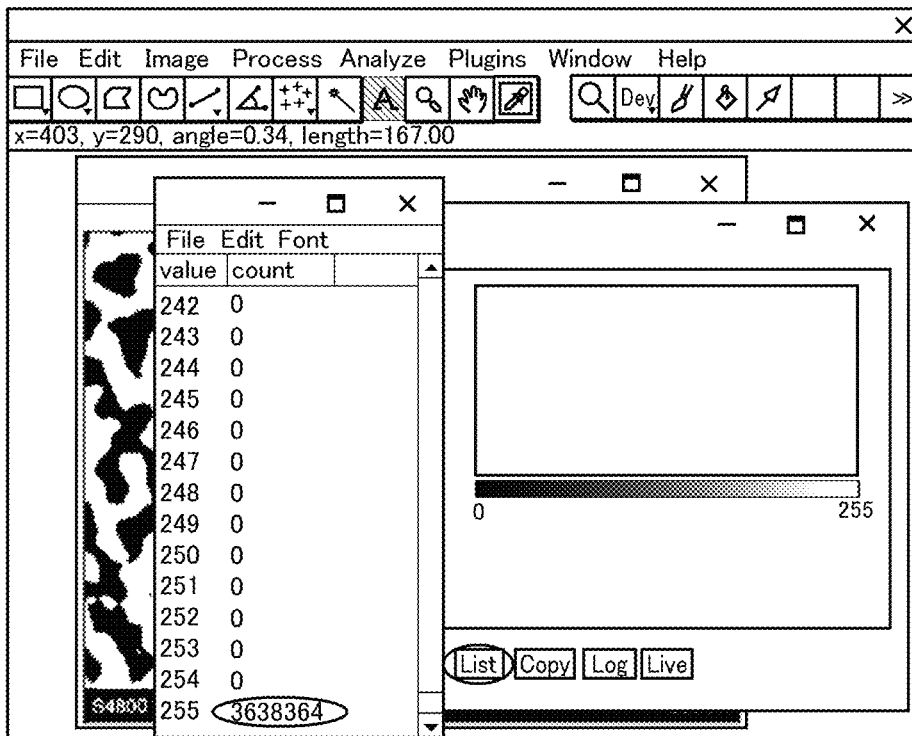 File Edit Image Process Analyze Plugins Window Help
A Dev >>
x=403, y=290, angle=0.34, length=167.00
File Edit Font
value count
242 0
243 0
244 0
245 0
246 0
247 0
248 0
249 0
250 0
251 0
252 0
253 0
254 0
255 3638364
0 255
List Copy Log Live
S4800